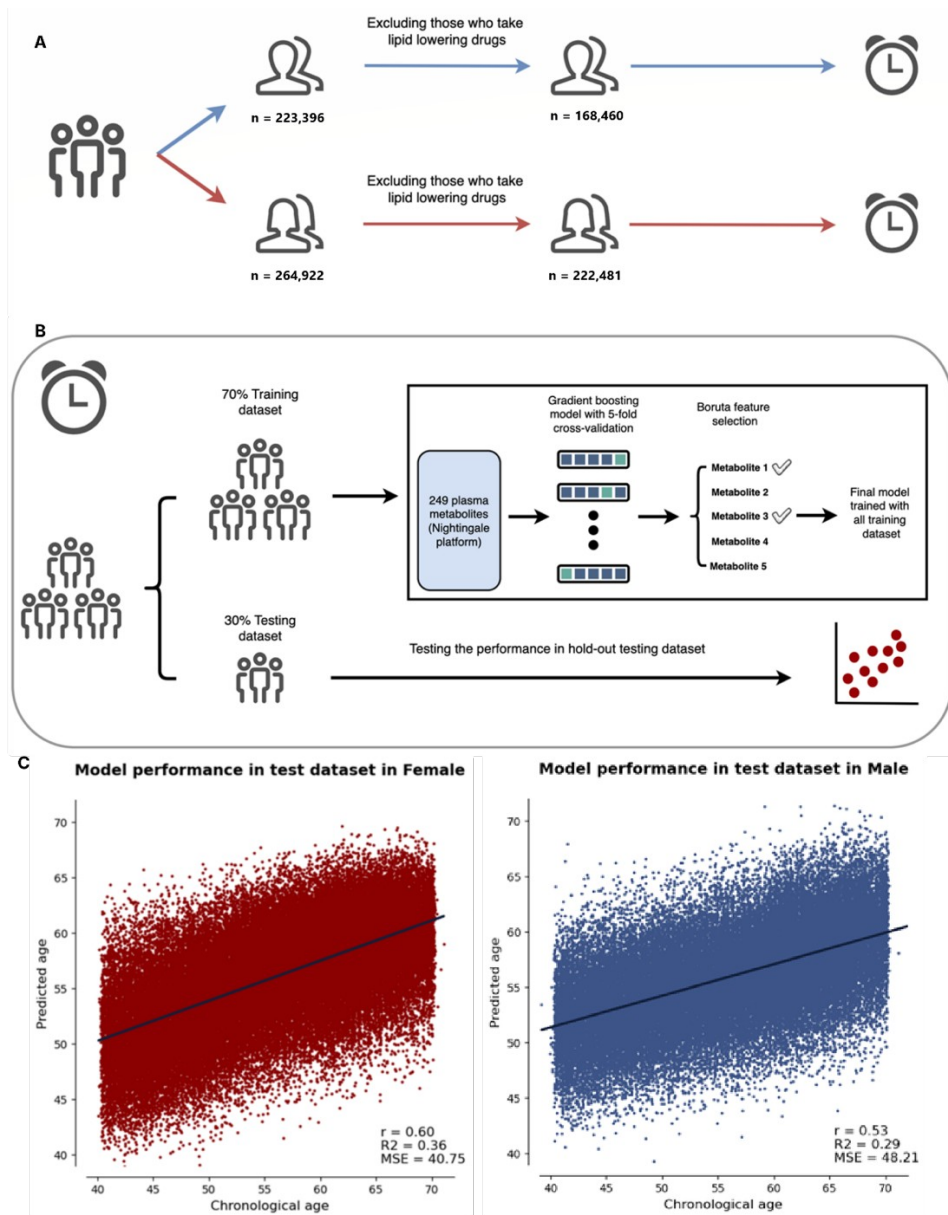 A
Excluding those who take
lipid lowering drugs
n = 223,396
n = 168,460
Excluding those who take
lipid lowering drugs
n = 264,922
n = 222,481
B
70% Training
dataset
249 plasma
metabolites
(Nightingale
platform)
Gradient boosting
model with 5-fold
cross-validation
Boruta feature
selection
Metabolite 1
Metabolite 2
Metabolite 3
Metabolite 4
Metabolite 5
Final model
trained with
all training
dataset
30% Testing
dataset
Testing the performance in hold-out testing dataset
C
Model performance in test dataset in Female
Predicted age
70
65
60
55
50
45
40
r = 0.60
R2 = 0.36
MSE = 40.75
40 45 50 55 60 65 70
Chronological age
Model performance in test dataset in Male
Predicted age
70
65
60
55
50
45
40
r = 0.53
R2 = 0.29
MSE = 48.21
40 45 50 55 60 65 70
Chronological age